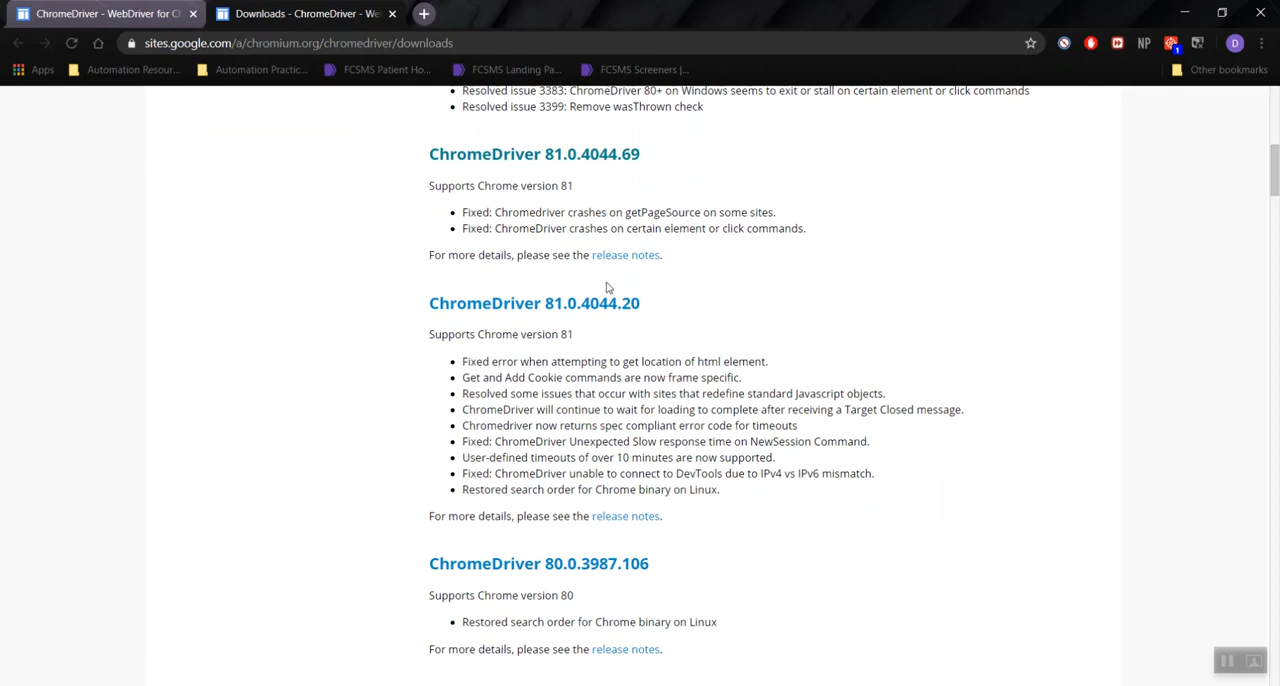 ChromeDriver - WebDriver for C
Downloads - ChromeDriver - We
sites.google.com/a/chromium.org/chromedriver/downloads
NP
1
D
Apps
Automation Resour...
Automation Practic...
FCSMS Patient Ho...
FCSMS Landing Pa...
FCSMS Screeners |...
Other bookmarks
Resolved issue 3383: ChromeDriver 80+ on Windows seems to exit or stall on certain element or click commands
Resolved issue 3399: Remove wasThrown check
ChromeDriver 81.0.4044.69
Supports Chrome version 81
Fixed: Chromedriver crashes on getPageSource on some sites.
Fixed: ChromeDriver crashes on certain element or click commands.
For more details, please see the release notes.
ChromeDriver 81.0.4044.20
Supports Chrome version 81
Fixed error when attempting to get location of html element.
Get and Add Cookie commands are now frame specific.
Resolved some issues that occur with sites that redefine standard Javascript objects.
ChromeDriver will continue to wait for loading to complete after receiving a Target Closed message.
Chromedriver now returns spec compliant error code for timeouts
Fixed: ChromeDriver Unexpected Slow response time on NewSession Command.
User-defined timeouts of over 10 minutes are now supported.
Fixed: ChromeDriver unable to connect to DevTools due to IPv4 vs IPv6 mismatch.
Restored search order for Chrome binary on Linux.
For more details, please see the release notes.
ChromeDriver 80.0.3987.106
Supports Chrome version 80
Restored search order for Chrome binary on Linux
For more details, please see the release notes.